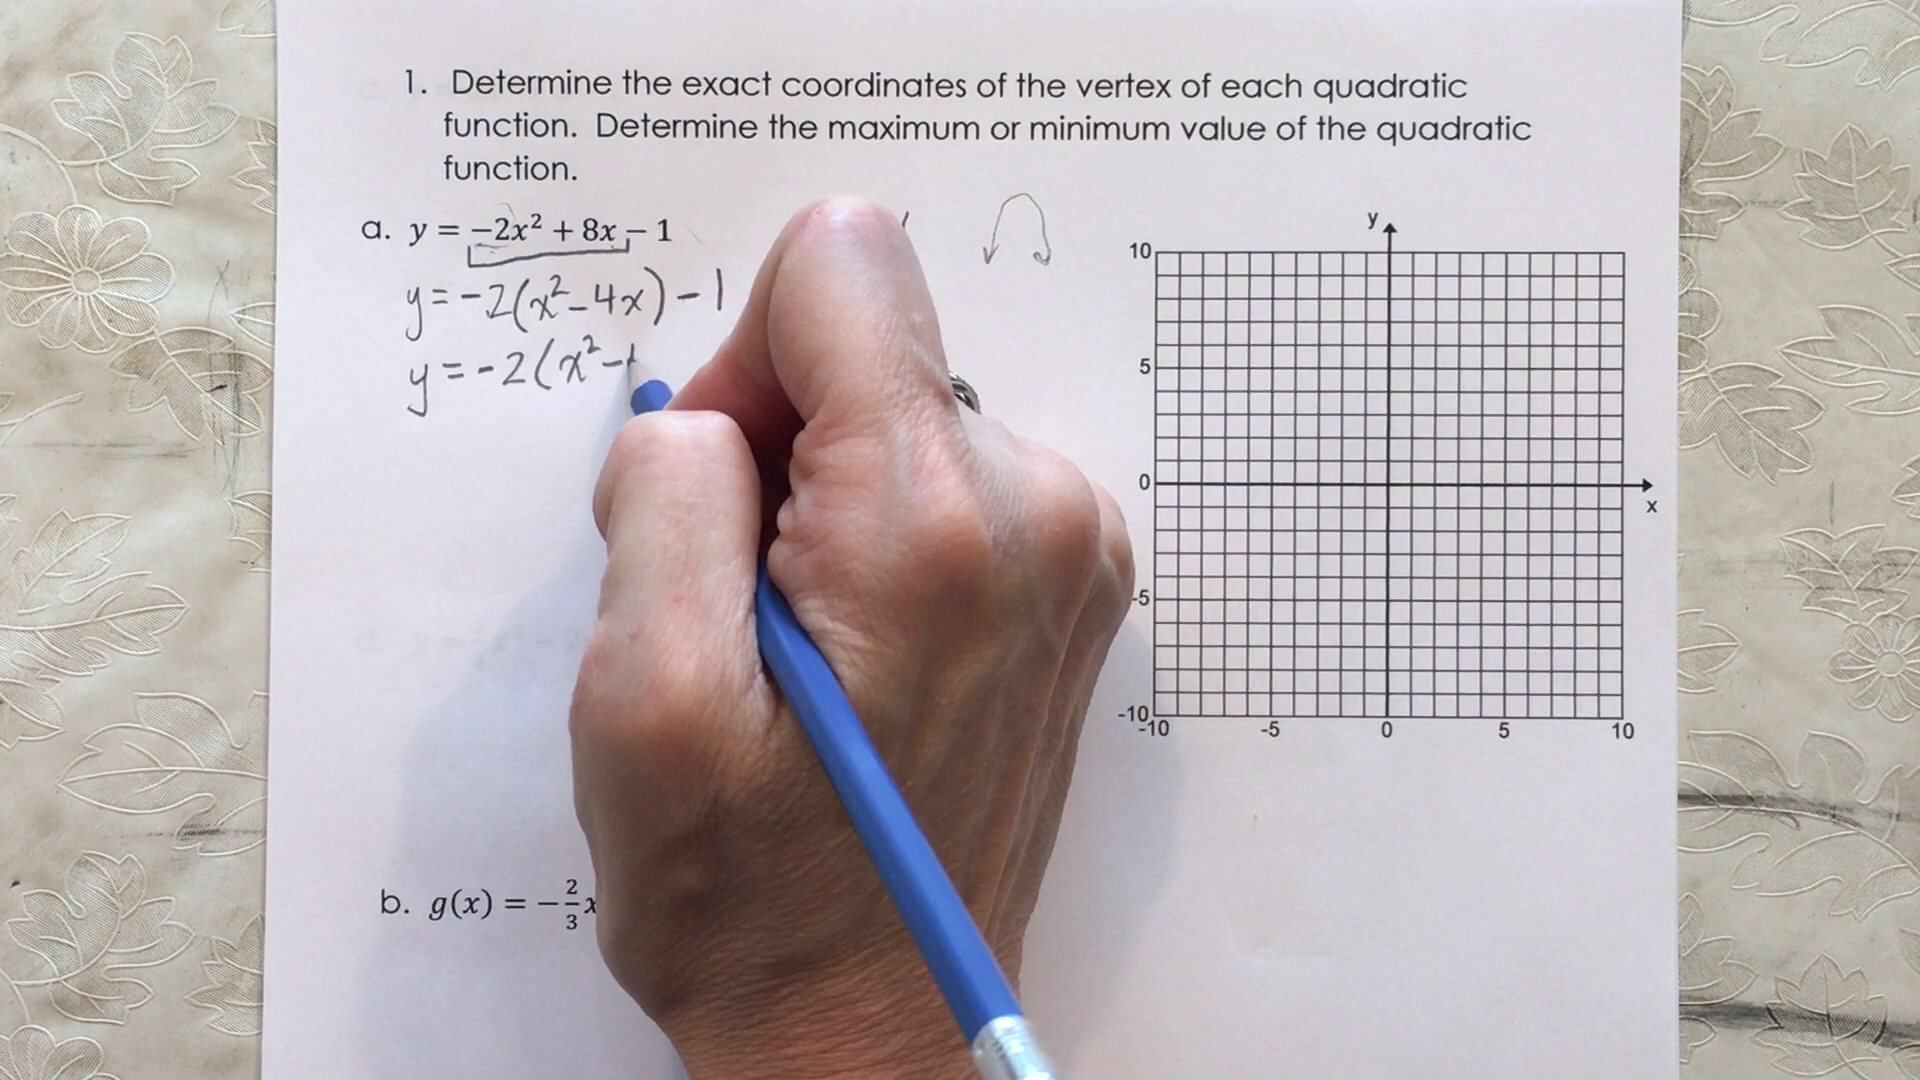 1. Determine the exact coordinates of the vertex of each quadratic
function. Determine the maximum or minimum value of the quadratic
function.
a. y = −2x² + 8x − 1
y = -2(x² - 4x) - 1
y = -2(x² -
y
10
5
0
x
-5
-10
-10 -5 0 5 10
b. g(x) = −2/3 x